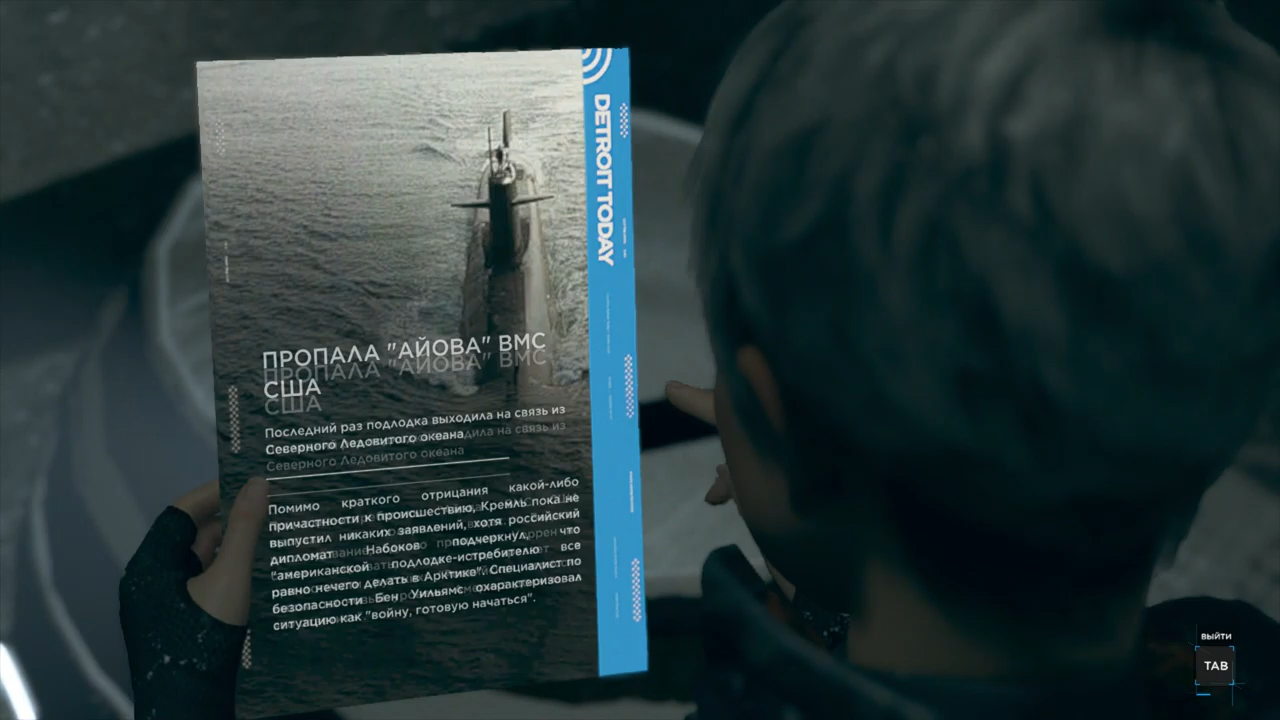 DETROIT TODAY
ПРОПАЛА "АЙОВА" ВМС
США
Последний раз подлодка выходила на связь из
Северного Ледовитого океана
Помимо краткого отрицания какой-либо
причастности к происшествию, Кремль пока не
выпустил никаких заявлений, хотя российский
дипломат Набоков подчеркнул, что
"американской подлодке-истребителю все
равно нечего делать в Арктике". Специалист по
безопасности Бен Уильямс охарактеризовал
ситуацию как "войну, готовую начаться".
ВЫЙТИ
TAB